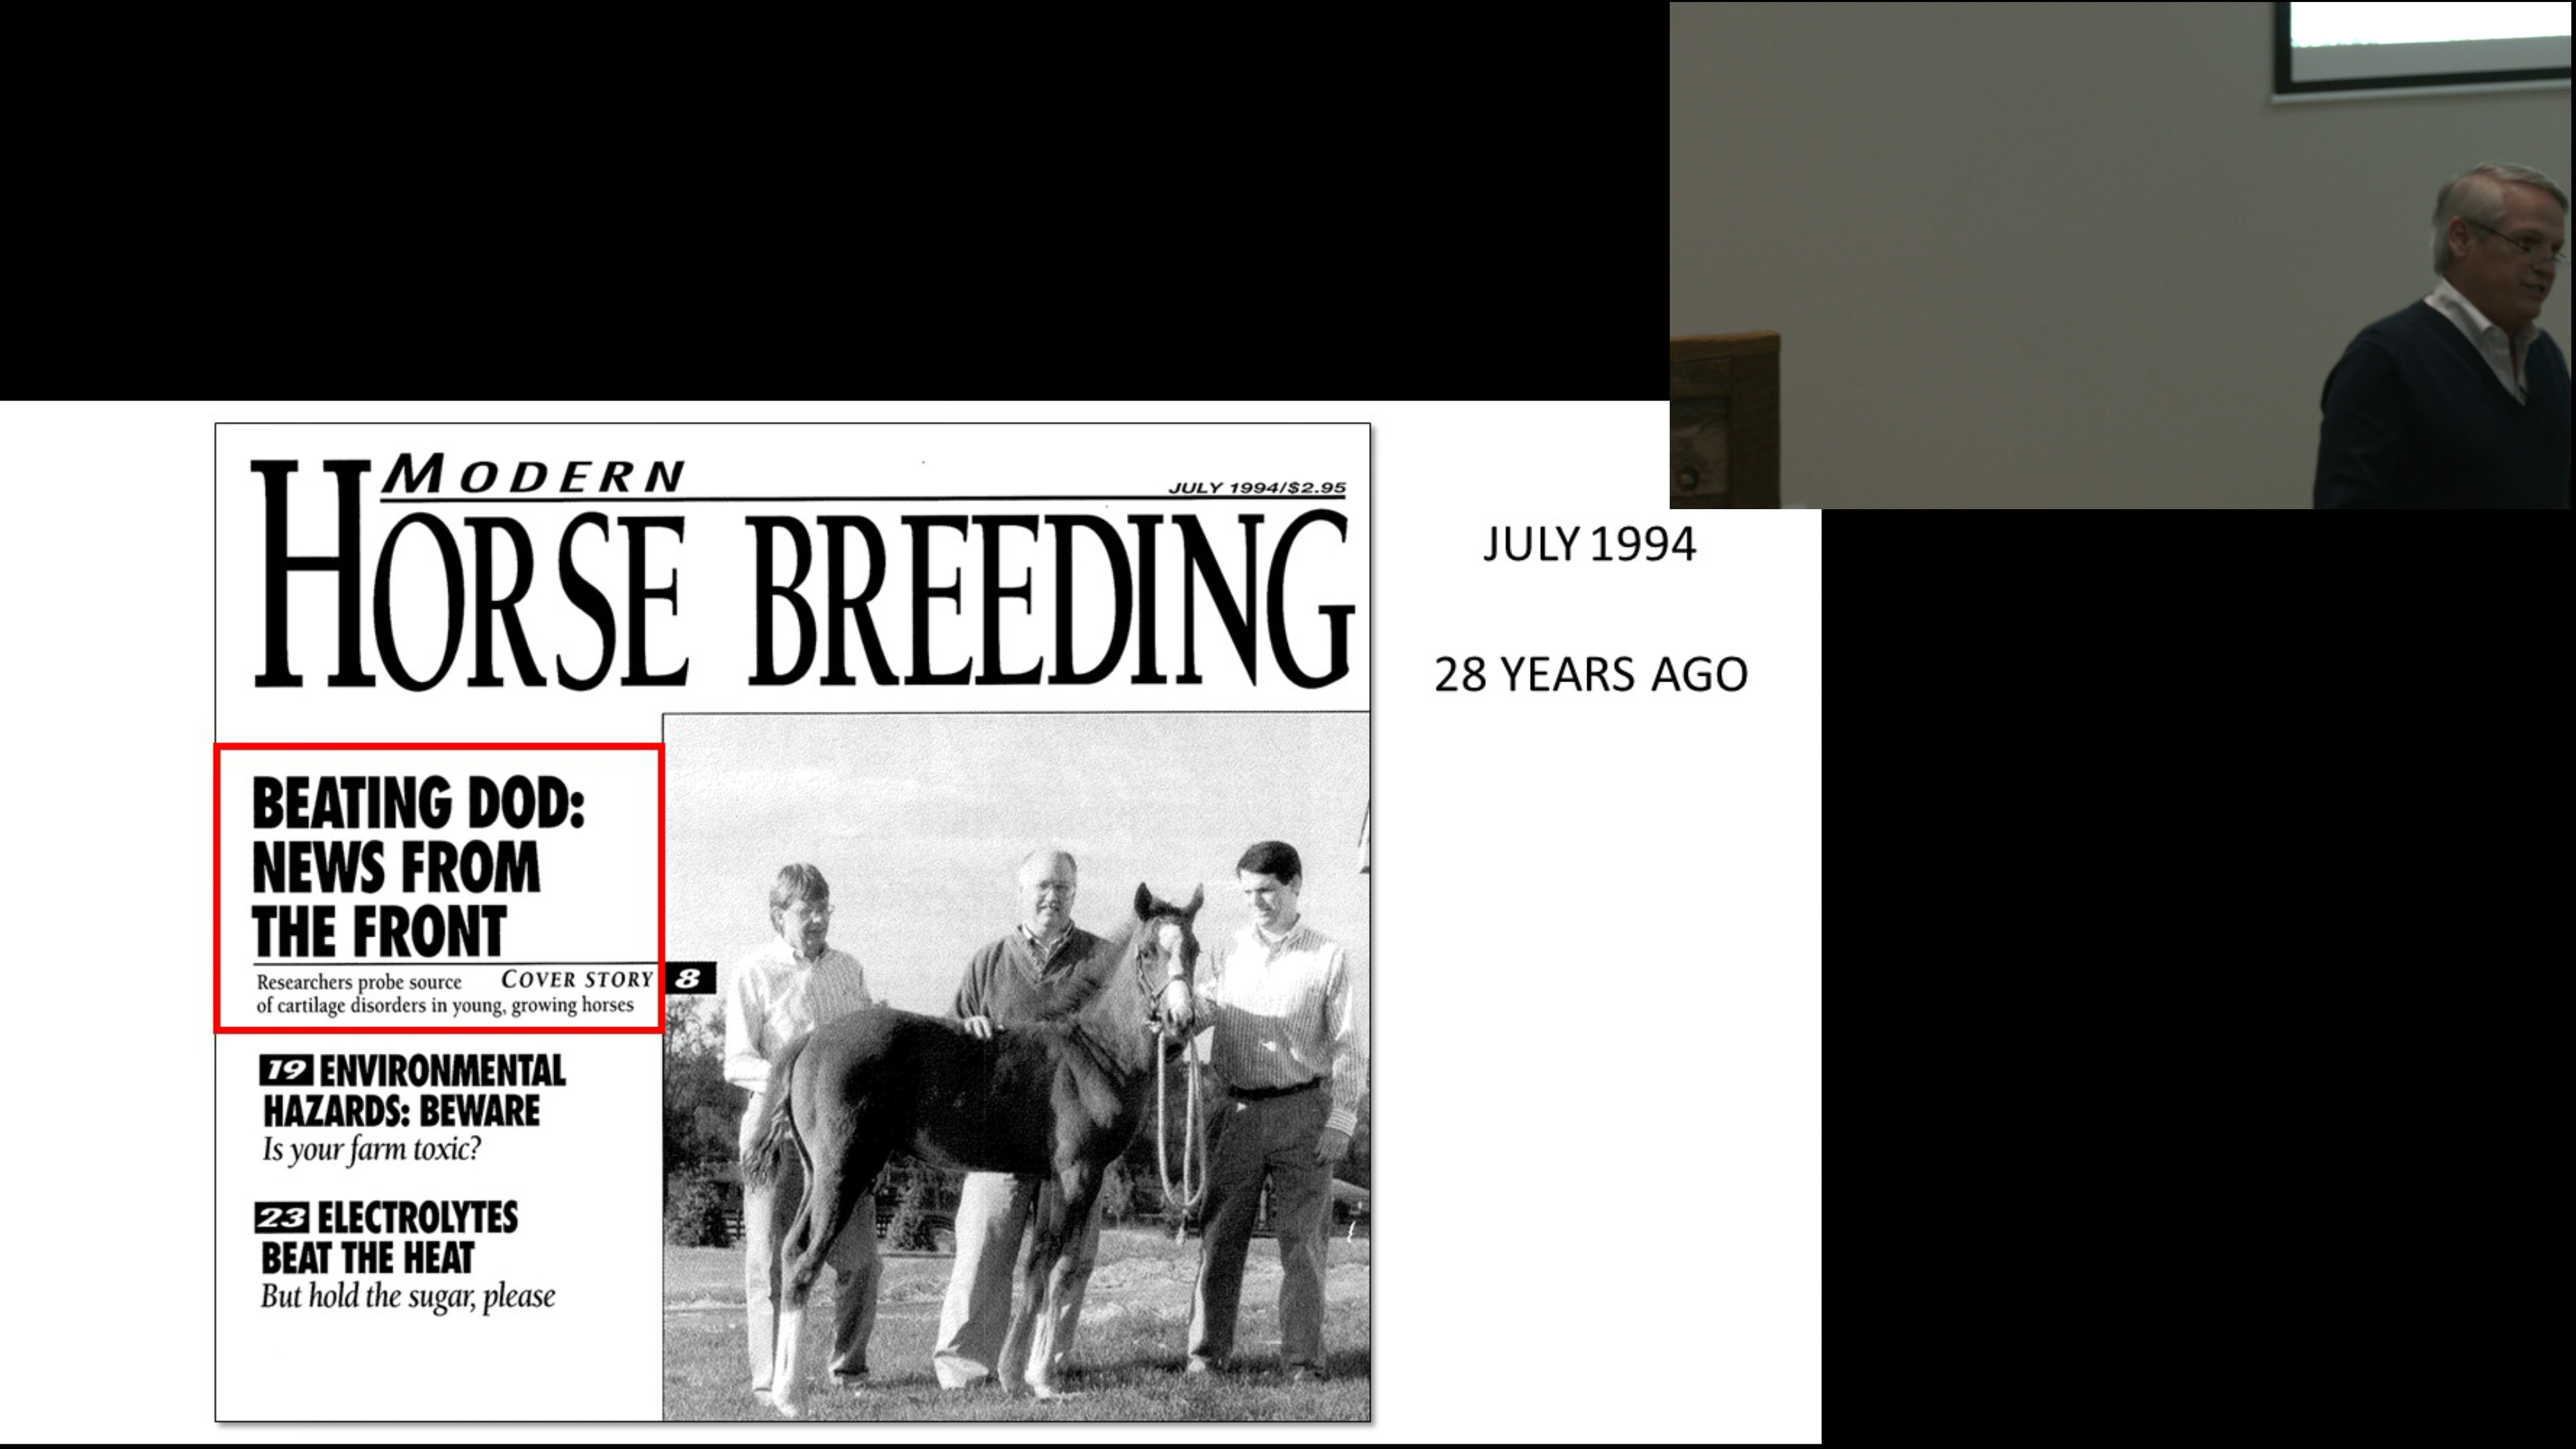 MODERN
JULY 1994/$2.95
HORSE BREEDING
BEATING DOD:
NEWS FROM
THE FRONT
Researchers probe source COVER STORY 8
of cartilage disorders in young, growing horses
19 ENVIRONMENTAL
HAZARDS: BEWARE
Is your farm toxic?
23 ELECTROLYTES
BEAT THE HEAT
But hold the sugar, please
JULY 1994
28 YEARS AGO